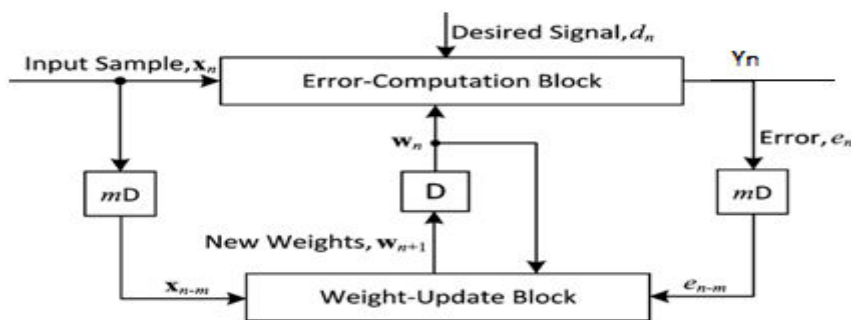 Desired Signal, dₙ
Input Sample, xₙ
Yn
Error-Computation Block
wₙ
Error, eₙ
mD
D
mD
New Weights, wₙ₊₁
xₙ₋ₘ
eₙ₋ₘ
Weight-Update Block